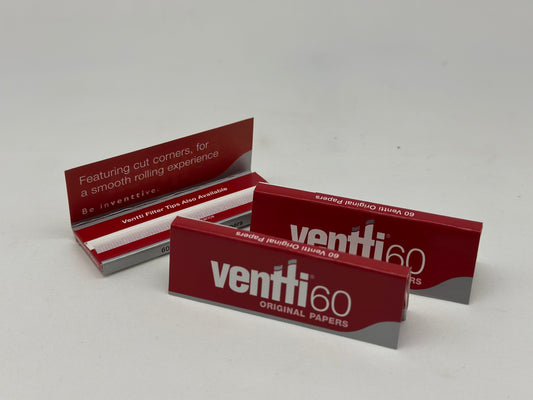 Featuring cut corners, for
a smooth rolling experience
Be inventtive.
Ventti Filter Tips Also Available
60
60 Ventti Original Papers
ventti60
60 Ventti Original Papers
ventti60
ORIGINAL PAPERS